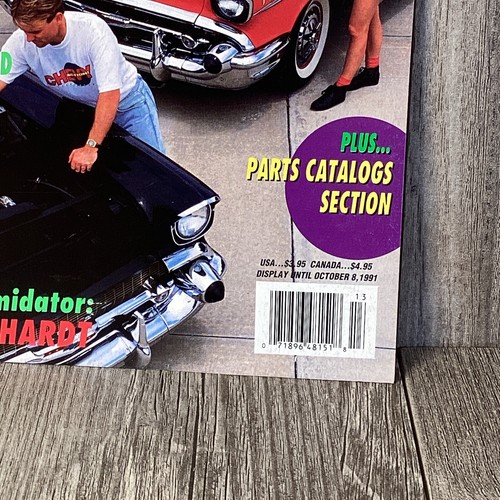 D
CHEVY
PLUS...
PARTS CATALOGS
SECTION
USA...$3.95 CANADA...$4.95
DISPLAY UNTIL OCTOBER 8, 1991
13
0 71896 48151 8
midator:
HARDT